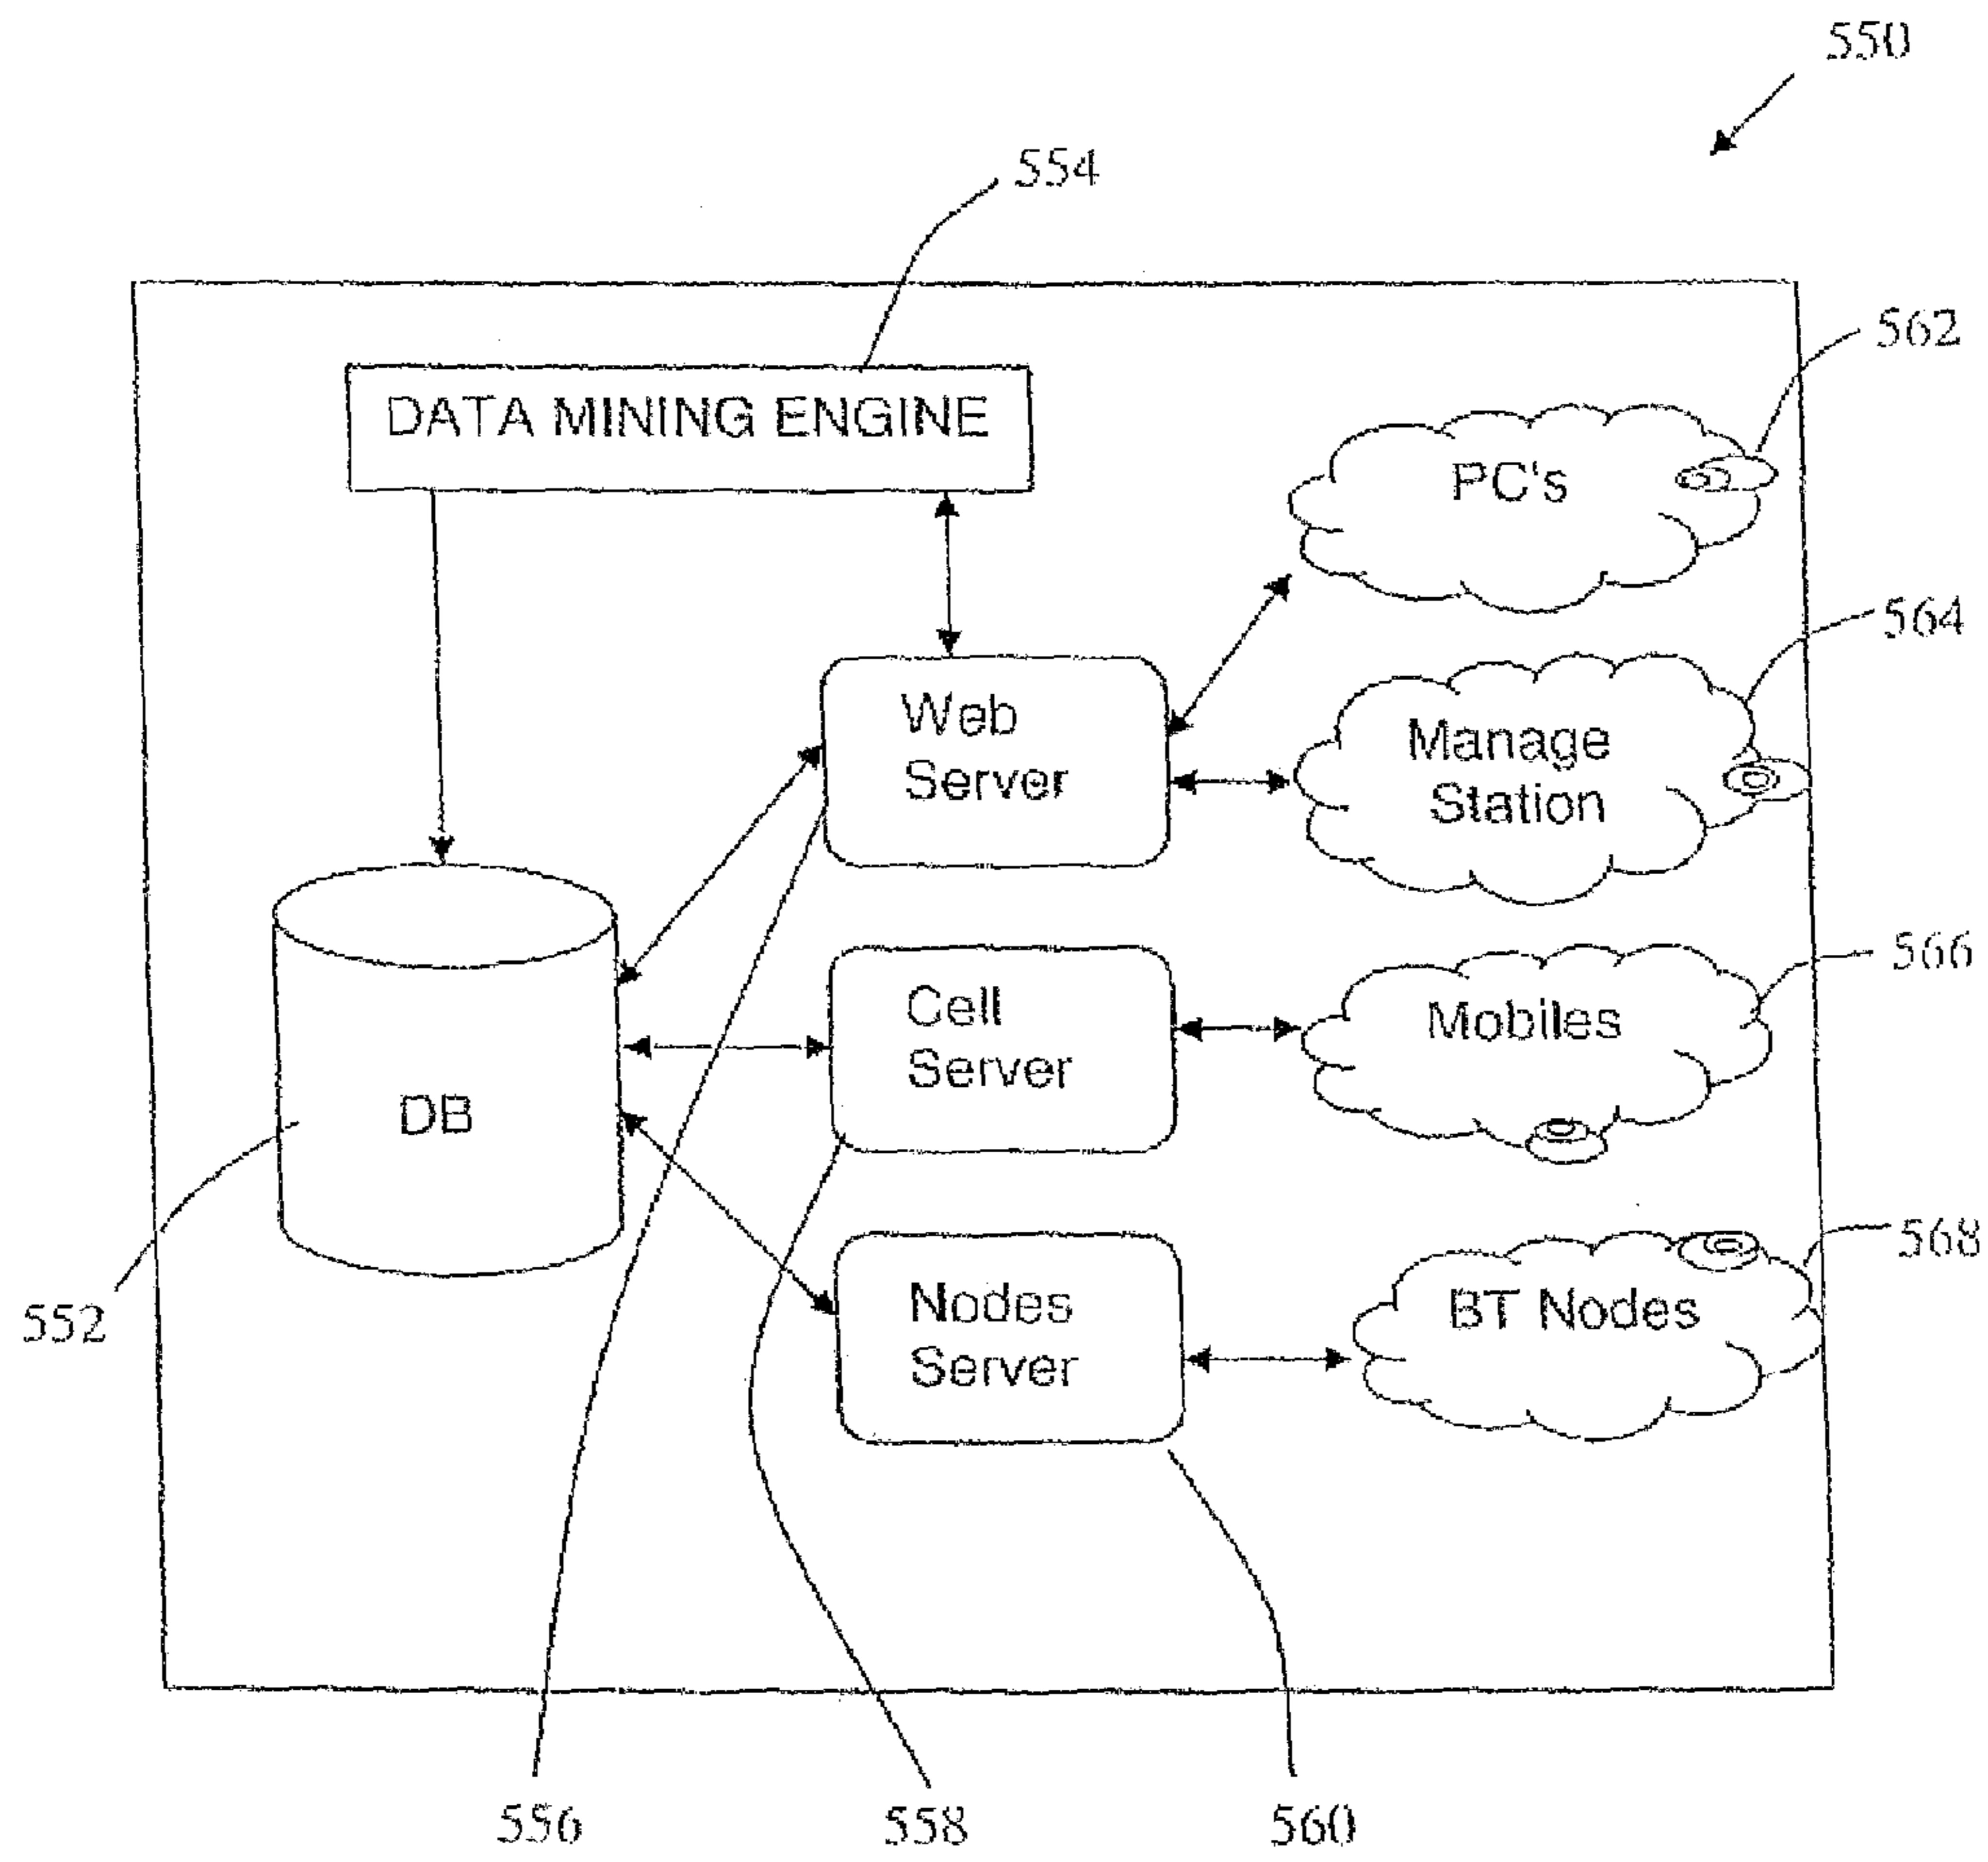 550
554
DATA MINING ENGINE
562
PC's
564
Web
Server
Manage
Station
566
Cell
Server
Mobiles
DB
568
552
Nodes
Server
BT Nodes
556
558
560